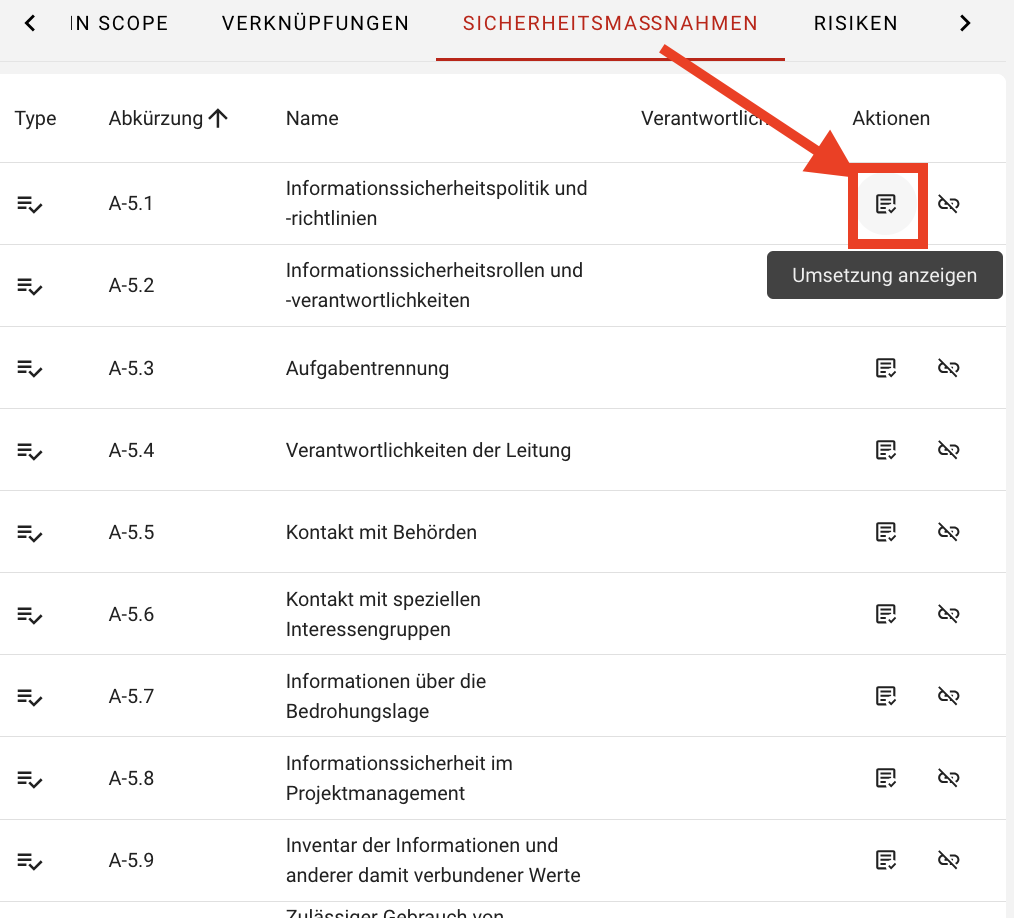 IN SCOPE VERKNÜPFUNGEN SICHERHEITSMASSNAHMEN RISIKEN
Type Abkürzung Name Verantwortlich Aktionen
A-5.1 Informationssicherheitspolitik und
-richtlinien
A-5.2 Informationssicherheitsrollen und
-verantwortlichkeiten
Umsetzung anzeigen
A-5.3 Aufgabentrennung
A-5.4 Verantwortlichkeiten der Leitung
A-5.5 Kontakt mit Behörden
A-5.6 Kontakt mit speziellen
Interessengruppen
A-5.7 Informationen über die
Bedrohungslage
A-5.8 Informationssicherheit im
Projektmanagement
A-5.9 Inventar der Informationen und
anderer damit verbundener Werte
Zulässiger Gebrauch von